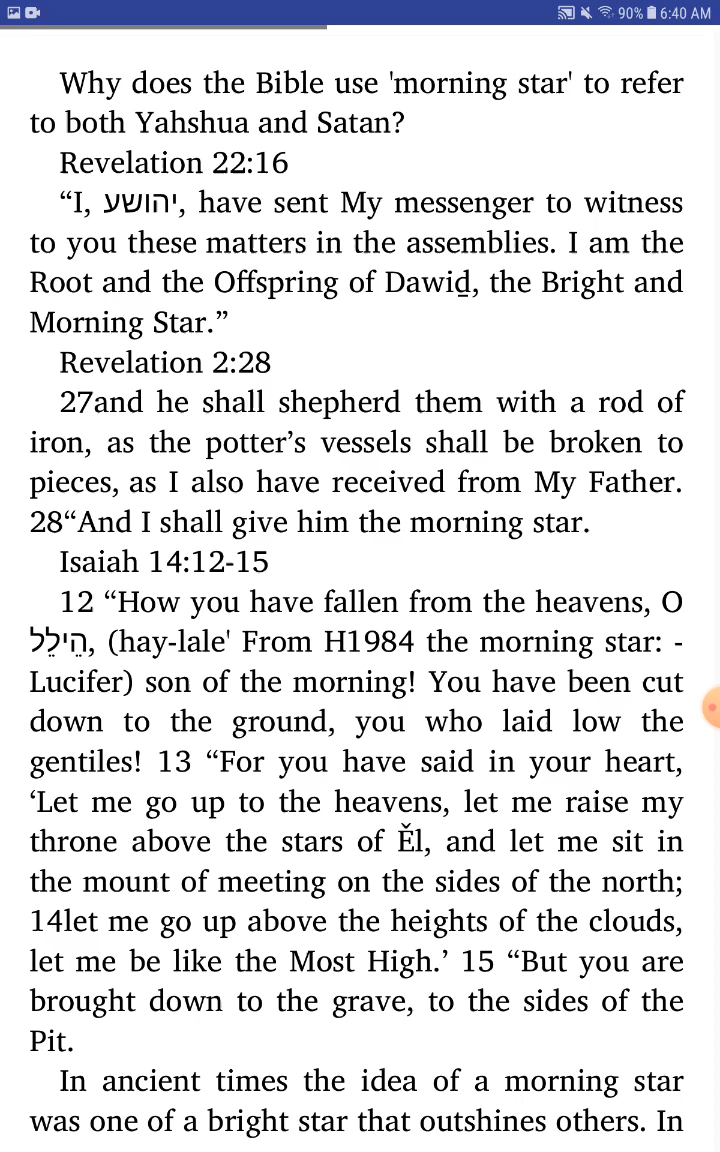 90% 6:40 AM
Why does the Bible use 'morning star' to refer
to both Yahshua and Satan?
Revelation 22:16
“I, יהושע, have sent My messenger to witness
to you these matters in the assemblies. I am the
Root and the Offspring of Dawiḏ, the Bright and
Morning Star.”
Revelation 2:28
27and he shall shepherd them with a rod of
iron, as the potter’s vessels shall be broken to
pieces, as I also have received from My Father.
28“And I shall give him the morning star.
Isaiah 14:12-15
12 “How you have fallen from the heavens, O
הֵילֵל, (hay-lale' From H1984 the morning star: -
Lucifer) son of the morning! You have been cut
down to the ground, you who laid low the
gentiles! 13 “For you have said in your heart,
‘Let me go up to the heavens, let me raise my
throne above the stars of Ěl, and let me sit in
the mount of meeting on the sides of the north;
14let me go up above the heights of the clouds,
let me be like the Most High.’ 15 “But you are
brought down to the grave, to the sides of the
Pit.
In ancient times the idea of a morning star
was one of a bright star that outshines others. In